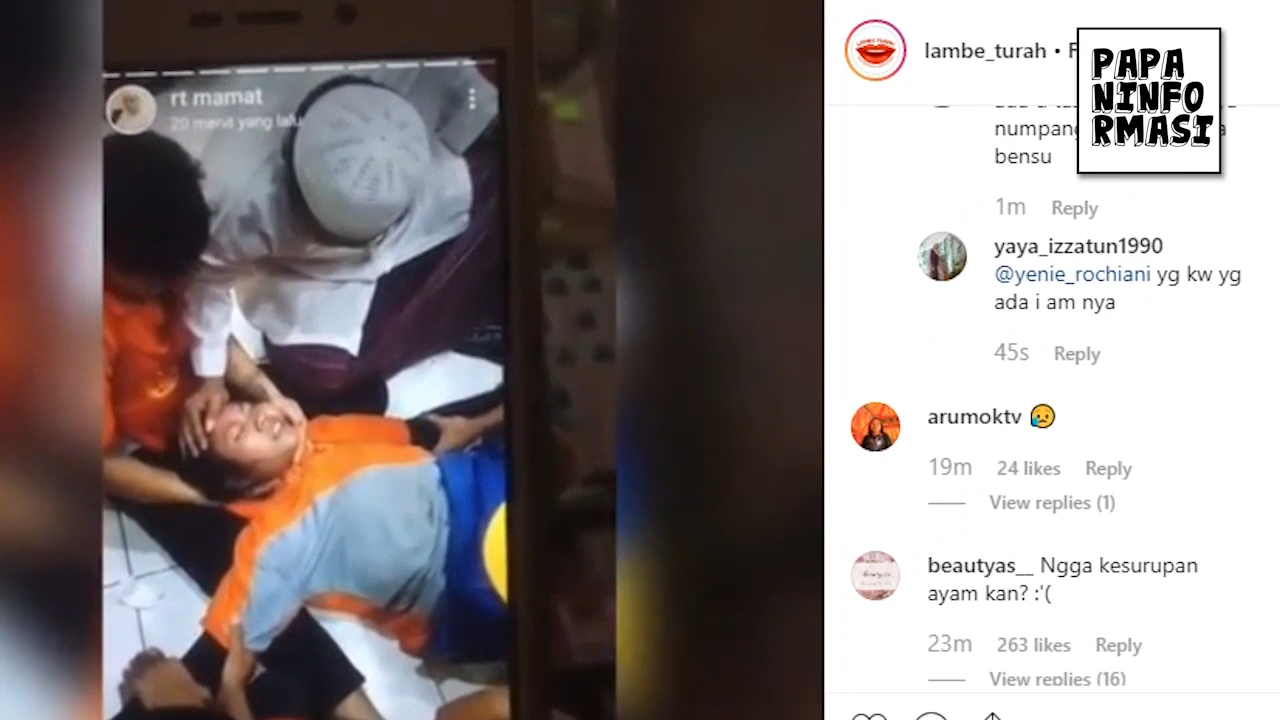 rt mamat
20 menit yang lalu
lambe_turah •
PAPA
NINFO
RMASI
bensu
1m Reply
yaya_izzatun1990
@yenie_rochiani yg kw yg
ada i am nya
45s Reply
arumoktv 😥
19m 24 likes Reply
View replies (1)
beautyas__ Ngga kesurupan
ayam kan? :'(
23m 263 likes Reply
View replies (16)